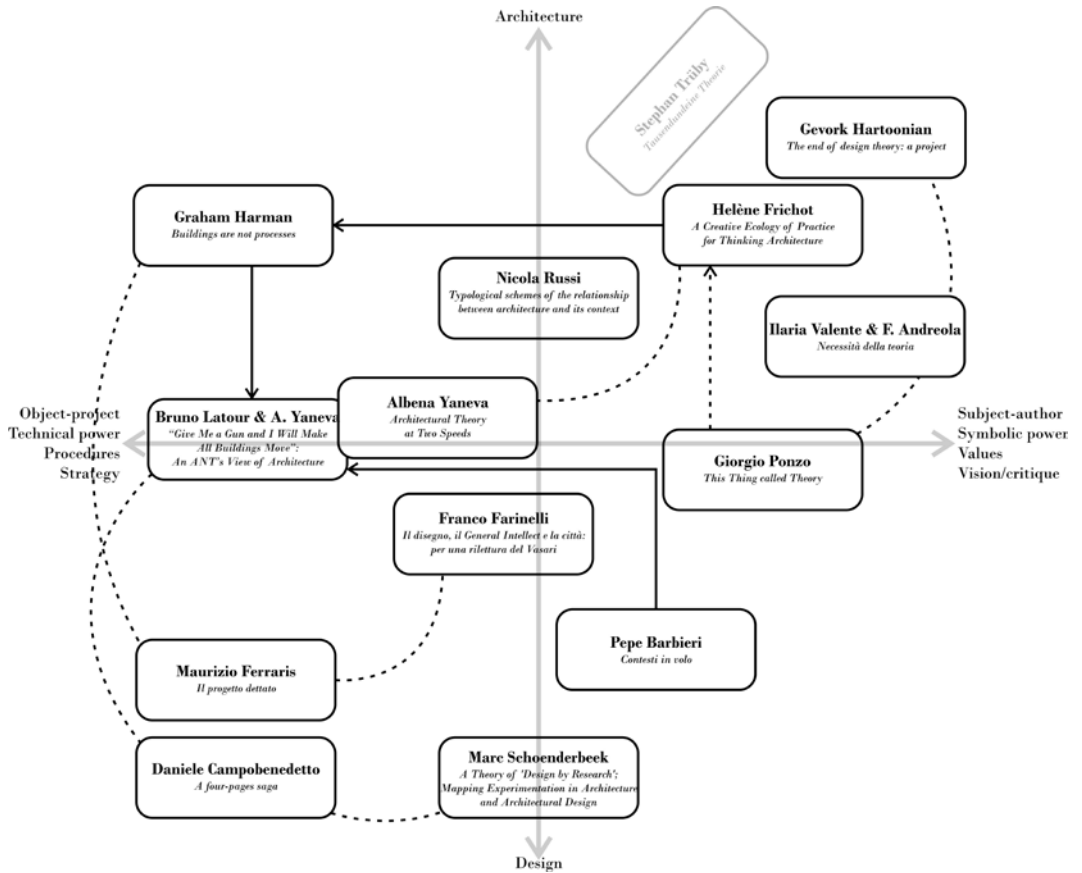 Architecture
Stephan Trüby
Tausendundeine Theorie
Gevork Hartoonian
The end of design theory: a project
Graham Harman
Buildings are not processes
Helène Frichot
A Creative Ecology of Practice
for Thinking Architecture
Nicola Russi
Typological schemes of the relationship
between architecture and its context
Ilaria Valente & F. Andreola
Necessità della teoria
Object-project
Technical power
Procedures
Strategy
Bruno Latour & A. Yaneva
“Give Me a Gun and I Will Make
All Buildings Move”:
An ANT's View of Architecture
Albena Yaneva
Architectural Theory
at Two Speeds
Subject-author
Symbolic power
Values
Vision/critique
Giorgio Ponzo
This Thing called Theory
Franco Farinelli
Il disegno, il General Intellect e la città:
per una rilettura del Vasari
Pepe Barbieri
Contesti in volo
Maurizio Ferraris
Il progetto dettato
Daniele Campobenedetto
A four-pages saga
Marc Schoenderbeek
A Theory of 'Design by Research';
Mapping Experimentation in Architecture
and Architectural Design
Design